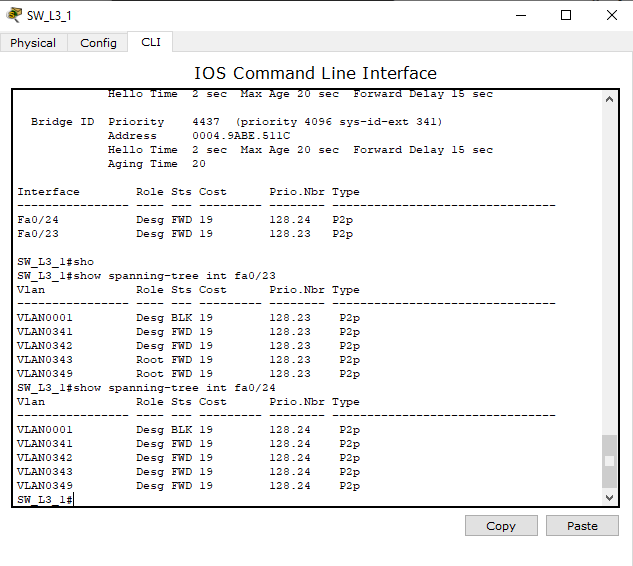 SW_L3_1
Physical Config CLI
IOS Command Line Interface
Hello Time  2 sec  Max Age 20 sec  Forward Delay 15 sec
  Bridge ID  Priority    4437  (priority 4096 sys-id-ext 341)
             Address     0004.9ABE.511C
             Hello Time  2 sec  Max Age 20 sec  Forward Delay 15 sec
             Aging Time  20
Interface        Role Sts Cost      Prio.Nbr Type
---------------- ---- --- --------- -------- --------------------------------
Fa0/24           Desg FWD 19        128.24   P2p
Fa0/23           Desg FWD 19        128.23   P2p
SW_L3_1#sho
SW_L3_1#show spanning-tree int fa0/23
Vlan             Role Sts Cost      Prio.Nbr Type
---------------- ---- --- --------- -------- --------------------------------
VLAN0001         Desg BLK 19        128.23    P2p
VLAN0341         Desg FWD 19        128.23    P2p
VLAN0342         Desg FWD 19        128.23    P2p
VLAN0343         Root FWD 19        128.23    P2p
VLAN0349         Root FWD 19        128.23    P2p
SW_L3_1#show spanning-tree int fa0/24
Vlan             Role Sts Cost      Prio.Nbr Type
---------------- ---- --- --------- -------- --------------------------------
VLAN0001         Desg BLK 19        128.24    P2p
VLAN0341         Desg FWD 19        128.24    P2p
VLAN0342         Desg FWD 19        128.24    P2p
VLAN0343         Desg FWD 19        128.24    P2p
VLAN0349         Desg FWD 19        128.24    P2p
SW_L3_1#
Copy Paste